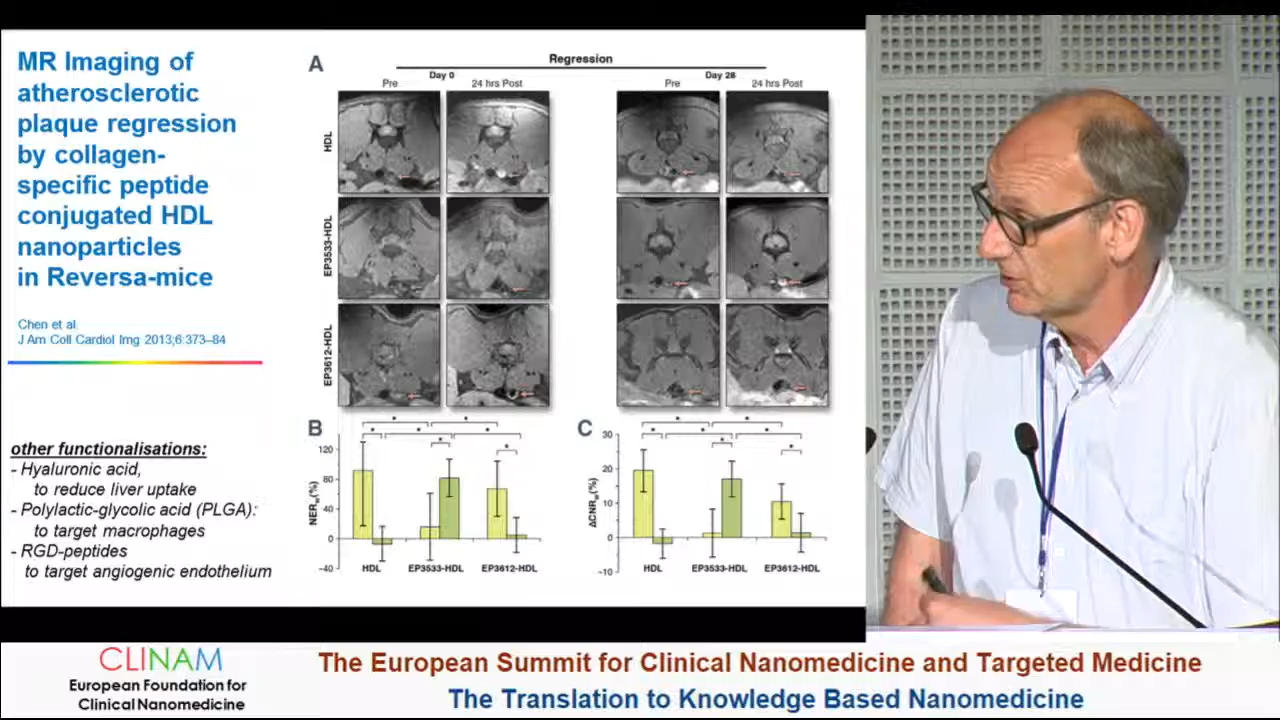 MR Imaging of
atherosclerotic
plaque regression
by collagen-
specific peptide
conjugated HDL
nanoparticles
in Reversa-mice
Chen et al.
J Am Coll Cardiol Img 2013;6:373–84
other functionalisations:
- Hyaluronic acid,
to reduce liver uptake
- Polylactic-glycolic acid (PLGA):
to target macrophages
- RGD-peptides
to target angiogenic endothelium
A
Regression
Day 0
Day 28
Pre
24 hrs Post
Pre
24 hrs Post
HDL
EP3533-HDL
EP3612-HDL
B
NERw(%)
120
80
40
0
−40
HDL
EP3533-HDL
EP3612-HDL
C
ΔCNRw(%)
30
20
10
0
−10
HDL
EP3533-HDL
EP3612-HDL
CLINAM
European Foundation for
Clinical Nanomedicine
The European Summit for Clinical Nanomedicine and Targeted Medicine
The Translation to Knowledge Based Nanomedicine